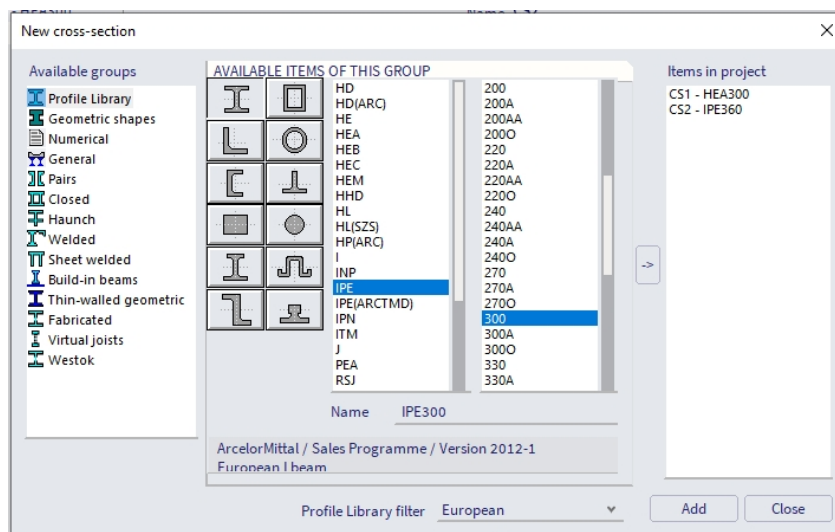 New cross-section
Available groups
Profile Library
Geometric shapes
Numerical
General
Pairs
Closed
Haunch
Welded
Sheet welded
Build-in beams
Thin-walled geometric
Fabricated
Virtual joists
Westok
AVAILABLE ITEMS OF THIS GROUP
HD
HD(ARC)
HE
HEA
HEB
HEC
HEM
HHD
HL
HL(SZS)
HP(ARC)
I
INP
IPE
IPE(ARCTMD)
IPN
ITM
J
PEA
RSJ
200
200A
200AA
200O
220
220A
220AA
220O
240
240AA
240A
240O
270
270A
270O
300
300A
300O
330
330A
Name IPE300
ArcelorMittal / Sales Programme / Version 2012-1
European I beam
Profile Library filter European
Items in project
CS1 - HEA300
CS2 - IPE360
->
Add
Close